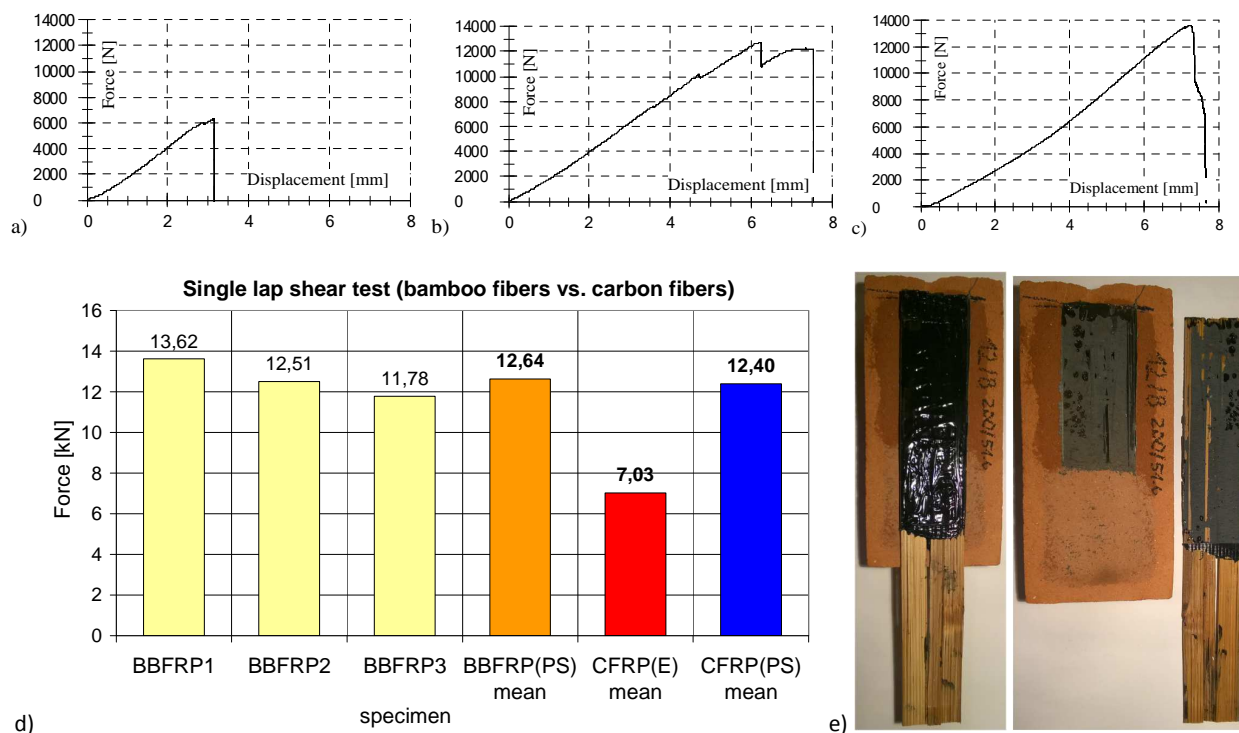 14000
12000
10000
8000
6000
4000
2000
0
Force [N]
Displacement [mm]
0 2 4 6 8
a)
14000
12000
10000
8000
6000
4000
2000
0
Force [N]
Displacement [mm]
0 2 4 6 8
b)
14000
12000
10000
8000
6000
4000
2000
0
Force [N]
Displacement [mm]
0 2 4 6 8
c)
Single lap shear test (bamboo fibers vs. carbon fibers)
16
14
12
10
8
6
4
2
0
Force [kN]
13,62
12,51
11,78
12,64
7,03
12,40
BBFRP1 BBFRP2 BBFRP3 BBFRP(PS) CFRP(E) CFRP(PS)
mean mean mean
specimen
d)
e)